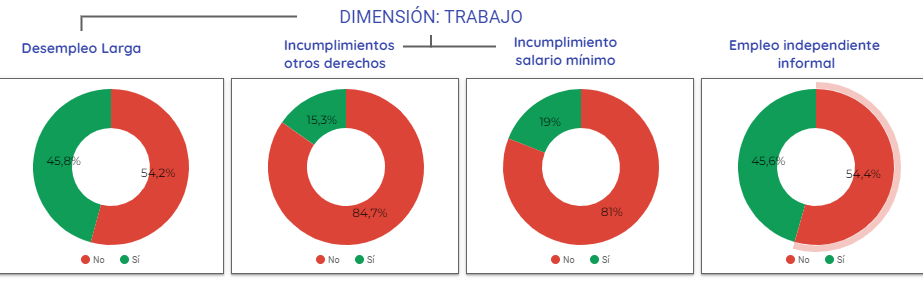 DIMENSIÓN: TRABAJO
Desempleo Larga
Incumplimientos
otros derechos
Incumplimiento
salario mínimo
Empleo independiente
informal
45,8%
54,2%
No
Sí
15,3%
84,7%
No
Sí
19%
81%
No
Sí
45,6%
54,4%
No
Sí